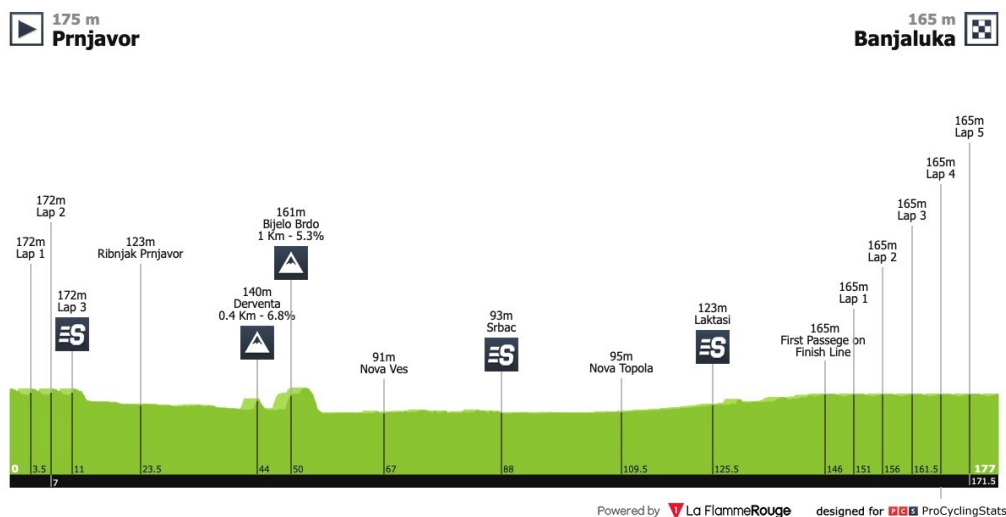 175 m
Prnjavor
165 m
Banjaluka
172m
Lap 1
172m
Lap 2
172m
Lap 3
S
123m
Ribnjak Prnjavor
140m
Derventa
0.4 Km - 6.8%
161m
Bijelo Brdo
1 Km - 5.3%
91m
Nova Ves
93m
Srbac
S
95m
Nova Topola
123m
Laktasi
S
165m
First Passege on
Finish Line
165m
Lap 1
165m
Lap 2
165m
Lap 3
165m
Lap 4
165m
Lap 5
0 3.5 11 23.5 44 50 67 88 109.5 125.5 146 151 156 161.5 177
7 171.5
Powered by La FlammeRouge designed for PCS ProCyclingStats